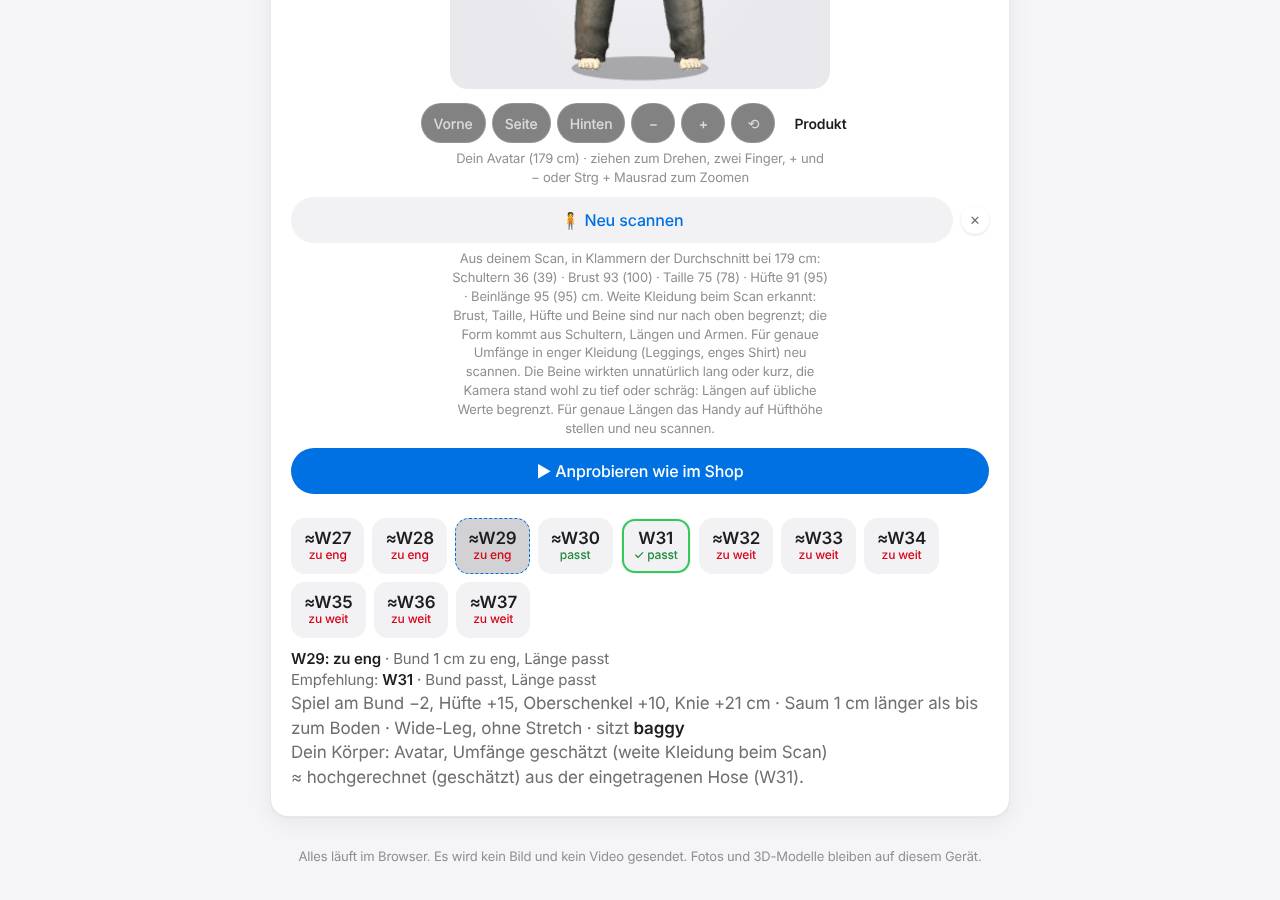 Vorne Seite Hinten − + ⟲ Produkt
Dein Avatar (179 cm) · ziehen zum Drehen, zwei Finger, + und
− oder Strg + Mausrad zum Zoomen
🧍 Neu scannen ×
Aus deinem Scan, in Klammern der Durchschnitt bei 179 cm:
Schultern 36 (39) · Brust 93 (100) · Taille 75 (78) · Hüfte 91 (95)
· Beinlänge 95 (95) cm. Weite Kleidung beim Scan erkannt:
Brust, Taille, Hüfte und Beine sind nur nach oben begrenzt; die
Form kommt aus Schultern, Längen und Armen. Für genaue
Umfänge in enger Kleidung (Leggings, enges Shirt) neu
scannen. Die Beine wirkten unnatürlich lang oder kurz, die
Kamera stand wohl zu tief oder schräg: Längen auf übliche
Werte begrenzt. Für genaue Längen das Handy auf Hüfthöhe
stellen und neu scannen.
▶ Anprobieren wie im Shop
≈W27 ≈W28 ≈W29 ≈W30 W31 ≈W32 ≈W33 ≈W34
zu eng zu eng zu eng passt ✓ passt zu weit zu weit zu weit
≈W35 ≈W36 ≈W37
zu weit zu weit zu weit
W29: zu eng · Bund 1 cm zu eng, Länge passt
Empfehlung: W31 · Bund passt, Länge passt
Spiel am Bund −2, Hüfte +15, Oberschenkel +10, Knie +21 cm · Saum 1 cm länger als bis
zum Boden · Wide-Leg, ohne Stretch · sitzt baggy
Dein Körper: Avatar, Umfänge geschätzt (weite Kleidung beim Scan)
≈ hochgerechnet (geschätzt) aus der eingetragenen Hose (W31).
Alles läuft im Browser. Es wird kein Bild und kein Video gesendet. Fotos und 3D-Modelle bleiben auf diesem Gerät.